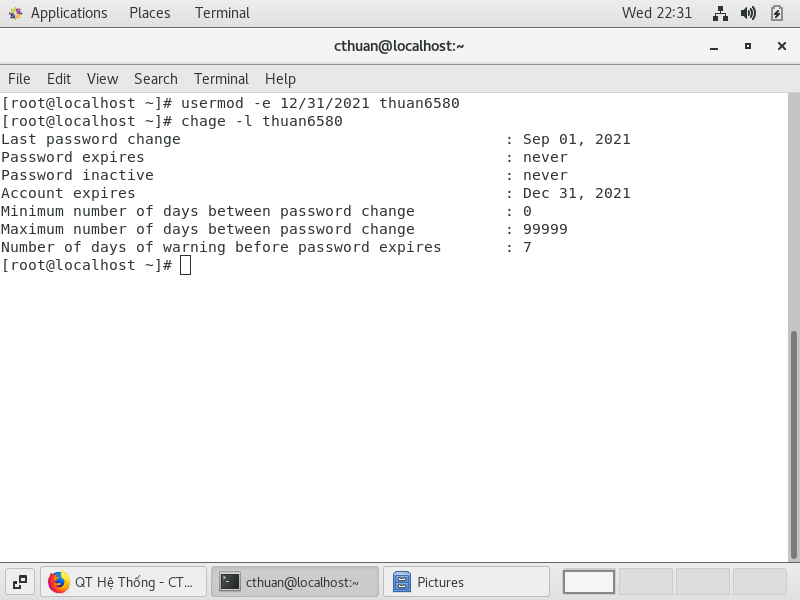 Applications Places Terminal Wed 22:31
cthuan@localhost:~
File Edit View Search Terminal Help
[root@localhost ~]# usermod -e 12/31/2021 thuan6580
[root@localhost ~]# chage -l thuan6580
Last password change : Sep 01, 2021
Password expires : never
Password inactive : never
Account expires : Dec 31, 2021
Minimum number of days between password change : 0
Maximum number of days between password change : 99999
Number of days of warning before password expires : 7
[root@localhost ~]#
QT Hệ Thống - CT... cthuan@localhost:~ Pictures